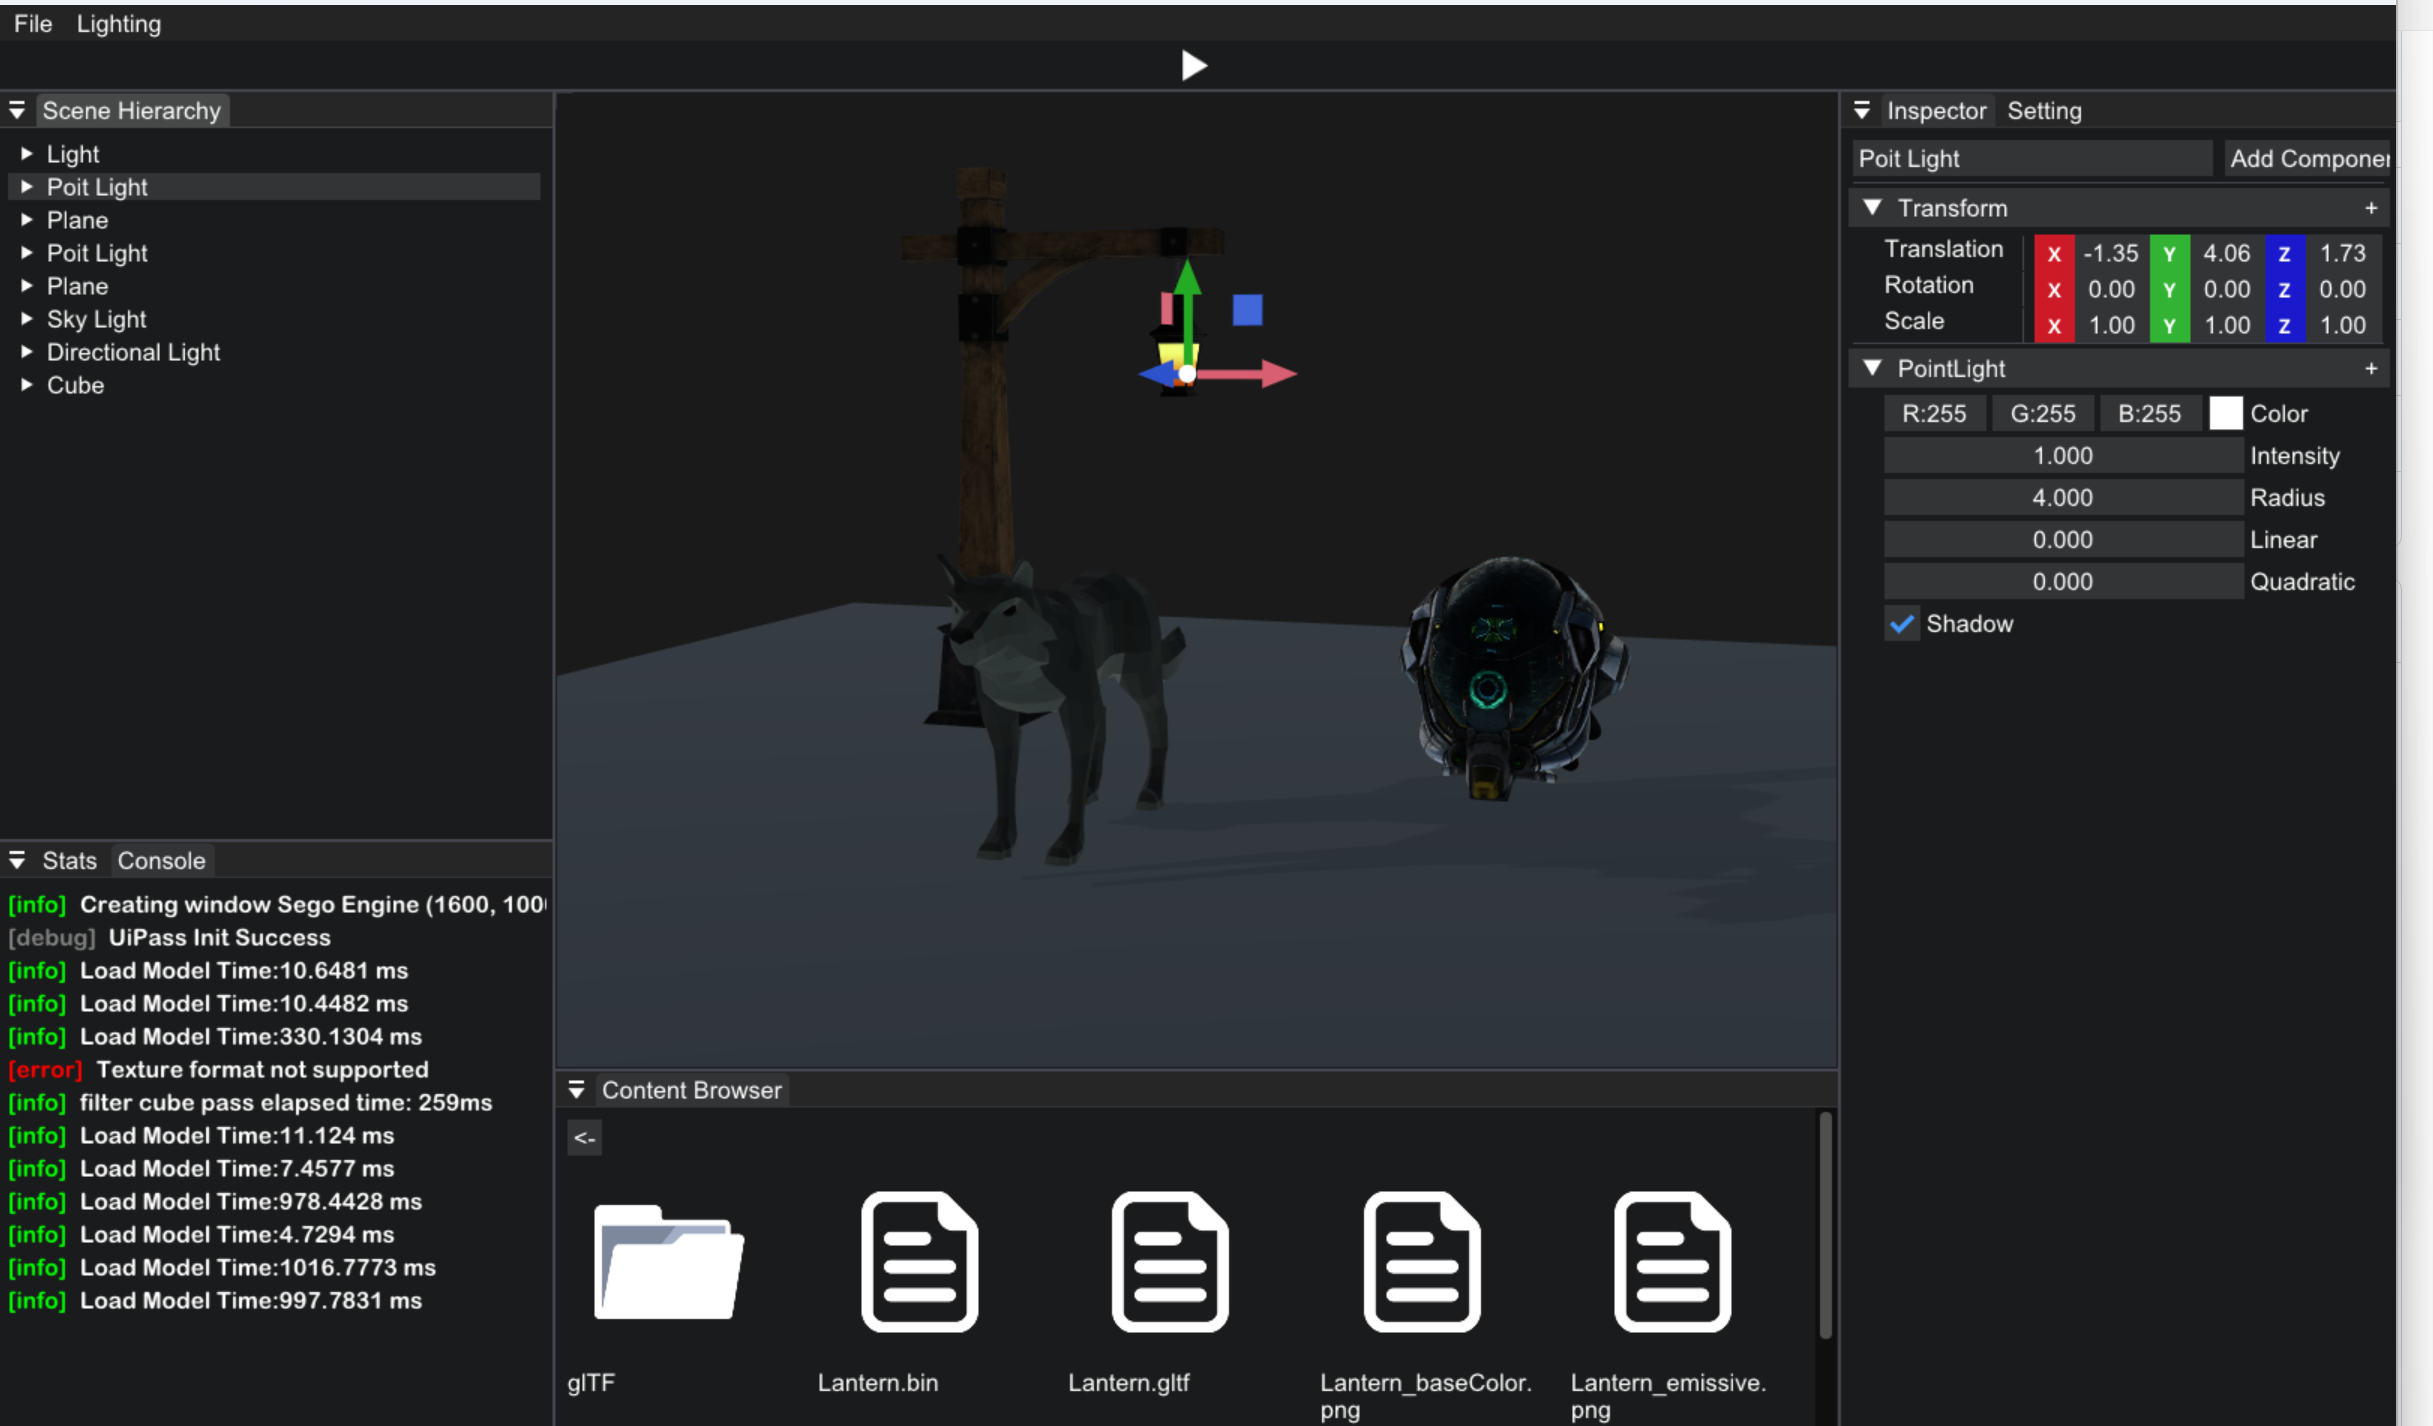 File Lighting
Scene Hierarchy
Light
Poit Light
Plane
Poit Light
Plane
Sky Light
Directional Light
Cube
Stats Console
[info] Creating window Sego Engine (1600, 100
[debug] UiPass Init Success
[info] Load Model Time:10.6481 ms
[info] Load Model Time:10.4482 ms
[info] Load Model Time:330.1304 ms
[error] Texture format not supported
[info] filter cube pass elapsed time: 259ms
[info] Load Model Time:11.124 ms
[info] Load Model Time:7.4577 ms
[info] Load Model Time:978.4428 ms
[info] Load Model Time:4.7294 ms
[info] Load Model Time:1016.7773 ms
[info] Load Model Time:997.7831 ms
Content Browser
<-
glTF
Lantern.bin
Lantern.gltf
Lantern_baseColor.
png
Lantern_emissive.
png
Inspector Setting
Poit Light Add Componer
Transform +
Translation X -1.35 Y 4.06 Z 1.73
Rotation X 0.00 Y 0.00 Z 0.00
Scale X 1.00 Y 1.00 Z 1.00
PointLight +
R:255 G:255 B:255 Color
1.000 Intensity
4.000 Radius
0.000 Linear
0.000 Quadratic
Shadow